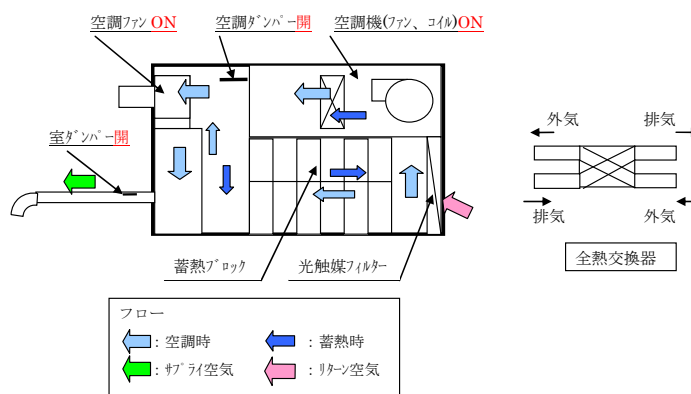 空調ファン ON
空調ダンパー開
空調機(ファン、コイル)ON
室ダンパー開
外気
排気
排気
外気
全熱交換器
蓄熱ブロック
光触媒フィルター
フロー
：空調時
：蓄熱時
：サプライ空気
：リターン空気